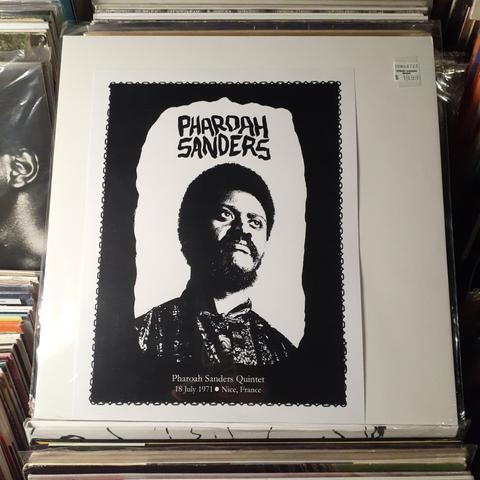 PHAROAH
SANDERS
Pharoah Sanders Quintet
18 July 1971 ● Nice, France